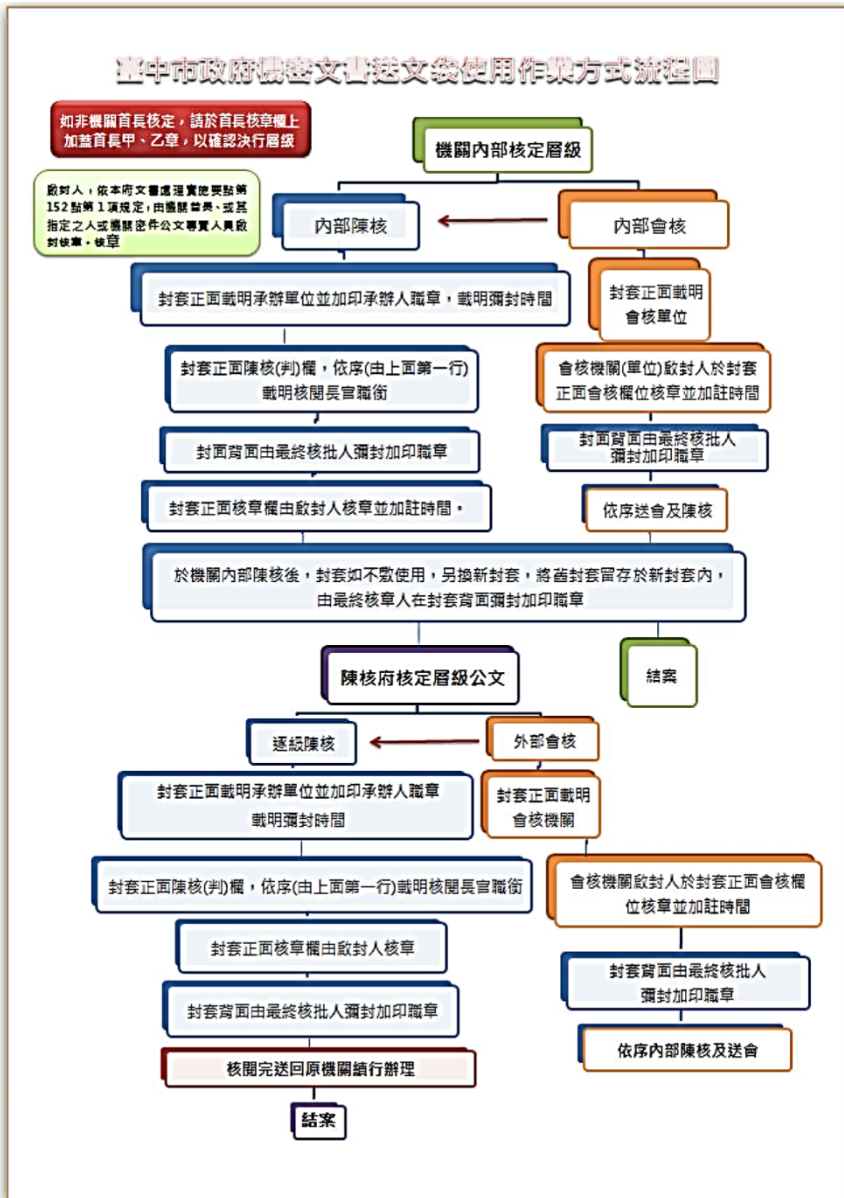 臺中市政府機密文書送文袋使用作業方式流程圖
如非機關首長核定，請於首長核章欄上
加蓋首長甲、乙章，以確認決行層級
機關內部核定層級
啟封人，依本府文書處理實施要點第
152點第1項規定，由機關首長、或其
指定之人或機關密件公文專責人員啟
封核章。核章
內部陳核
內部會核
封套正面載明承辦單位並加印承辦人職章，載明彌封時間
封套正面載明
會核單位
封套正面陳核(判)欄，依序(由上面第一行)
載明核閱長官職銜
會核機關(單位)啟封人於封套
正面會核欄位核章並加註時間
封面背面由最終核批人彌封加印職章
封面背面由最終核批人
彌封加印職章
封套正面核章欄由啟封人核章並加註時間。
依序送會及陳核
於機關內部陳核後，封套如不敷使用，另換新封套，將舊封套留存於新封套內，
由最終核章人在封套背面彌封加印職章
陳核府核定層級公文
結案
逐級陳核
外部會核
封套正面載明承辦單位並加印承辦人職章
載明彌封時間
封套正面載明
會核機關
封套正面陳核(判)欄，依序(由上面第一行)載明核閱長官職銜
會核機關啟封人於封套正面會核欄
位核章並加註時間
封套正面核章欄由啟封人核章
封套背面由最終核批人
彌封加印職章
封套背面由最終核批人彌封加印職章
依序內部陳核及送會
核閱完送回原機關續行辦理
結案